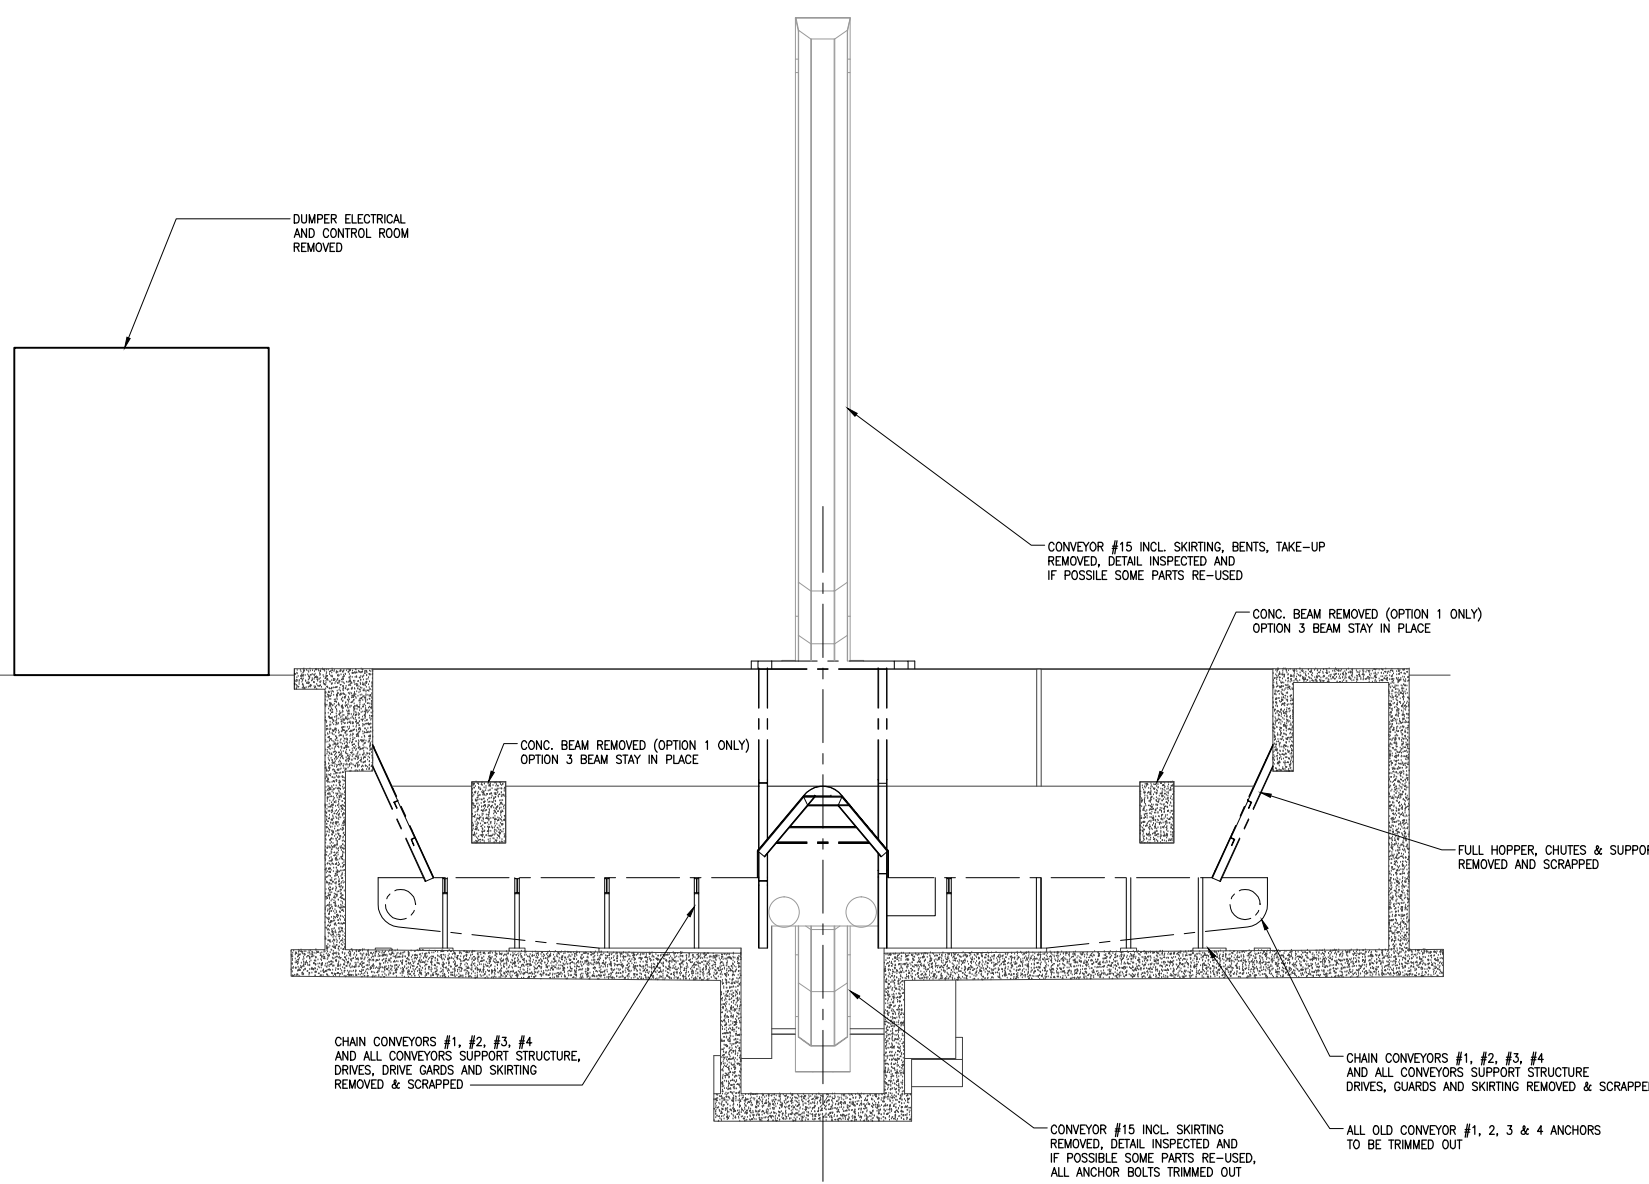 DUMPER ELECTRICAL
AND CONTROL ROOM
REMOVED
CONVEYOR #15 INCL. SKIRTING, BENTS, TAKE-UP
REMOVED, DETAIL INSPECTED AND
IF POSSILE SOME PARTS RE-USED
CONC. BEAM REMOVED (OPTION 1 ONLY)
OPTION 3 BEAM STAY IN PLACE
CONC. BEAM REMOVED (OPTION 1 ONLY)
OPTION 3 BEAM STAY IN PLACE
FULL HOPPER, CHUTES &
REMOVED AND SCRAPPED
CHAIN CONVEYORS #1, #2, #3, #4
AND ALL CONVEYORS SUPPORT STRUCTURE,
DRIVES, DRIVE GARDS AND SKIRTING
REMOVED & SCRAPPED
CHAIN CONVEYORS #1, #2, #3, #4
AND ALL CONVEYORS SUPPORT STRUCTURE
DRIVES, GUARDS AND SKIRTING REMOVED &
ALL OLD CONVEYOR #1, 2, 3 & 4 ANCHORS
TO BE TRIMMED OUT
CONVEYOR #15 INCL. SKIRTING
REMOVED, DETAIL INSPECTED AND
IF POSSIBLE SOME PARTS RE-USED,
ALL ANCHOR BOLTS TRIMMED OUT